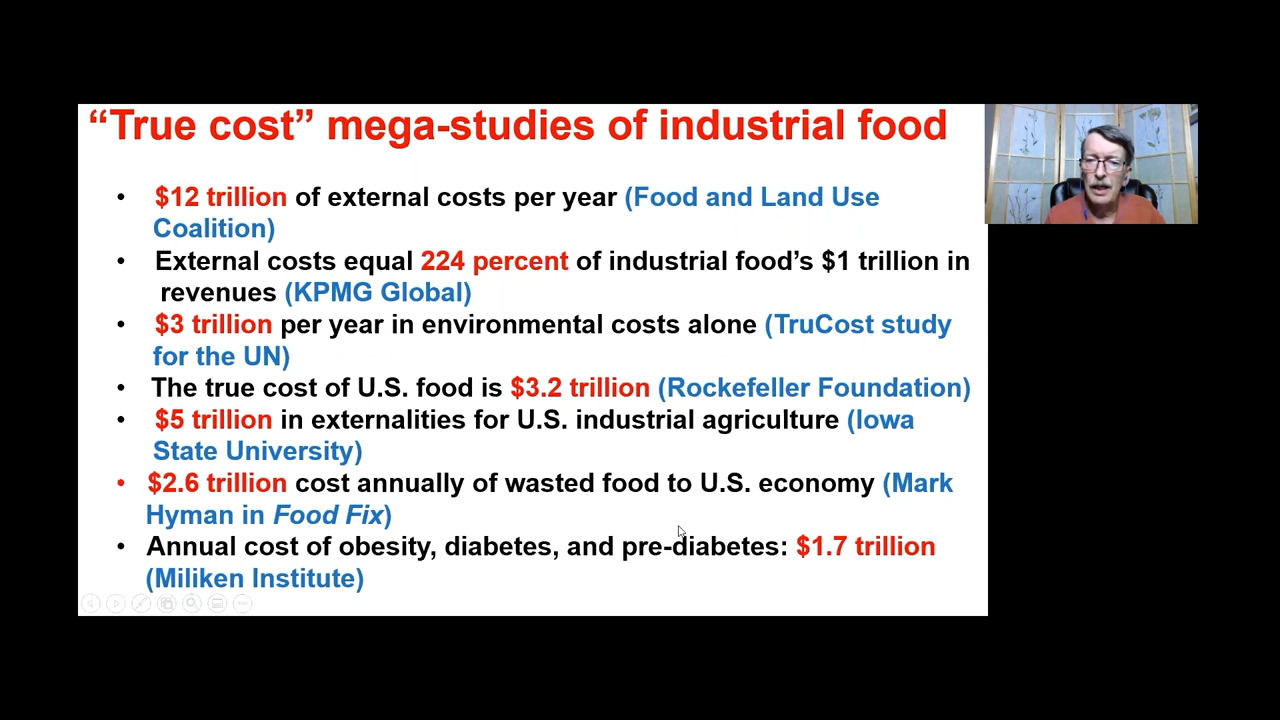 “True cost” mega-studies of industrial food
• $12 trillion of external costs per year (Food and Land Use
Coalition)
• External costs equal 224 percent of industrial food’s $1 trillion in
revenues (KPMG Global)
• $3 trillion per year in environmental costs alone (TruCost study
for the UN)
• The true cost of U.S. food is $3.2 trillion (Rockefeller Foundation)
• $5 trillion in externalities for U.S. industrial agriculture (Iowa
State University)
• $2.6 trillion cost annually of wasted food to U.S. economy (Mark
Hyman in Food Fix)
• Annual cost of obesity, diabetes, and pre-diabetes: $1.7 trillion
(Miliken Institute)